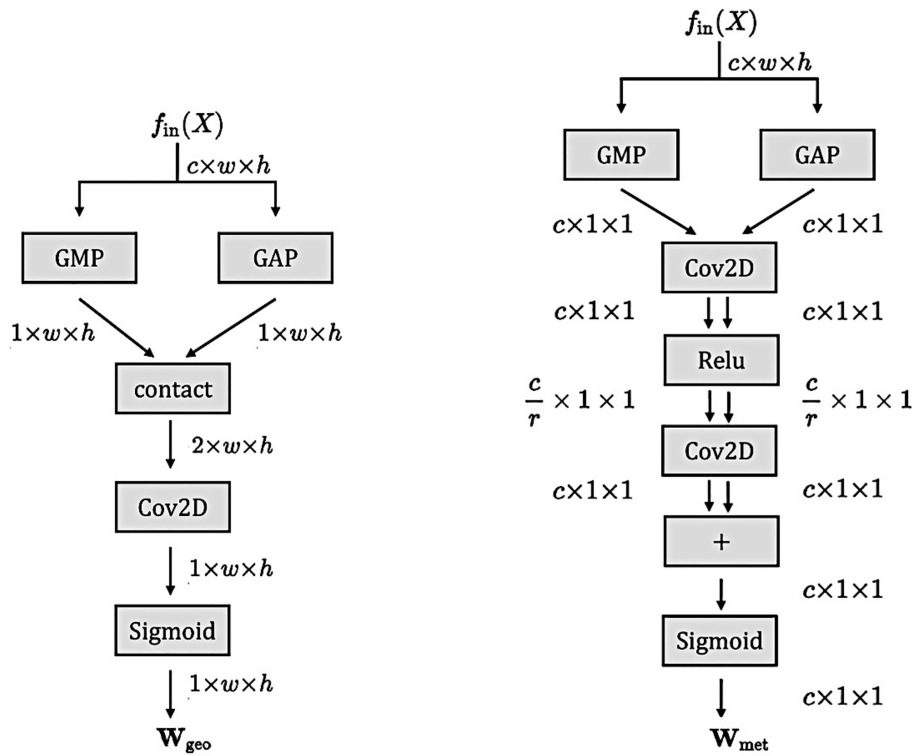 f_in(X)
c×w×h
GMP
GAP
1×w×h
1×w×h
contact
2×w×h
Cov2D
1×w×h
Sigmoid
1×w×h
W_geo
f_in(X)
c×w×h
GMP
GAP
c×1×1
c×1×1
Cov2D
c×1×1
c×1×1
Relu
c/r × 1 × 1
c/r × 1 × 1
Cov2D
c×1×1
c×1×1
+
c×1×1
Sigmoid
c×1×1
W_met